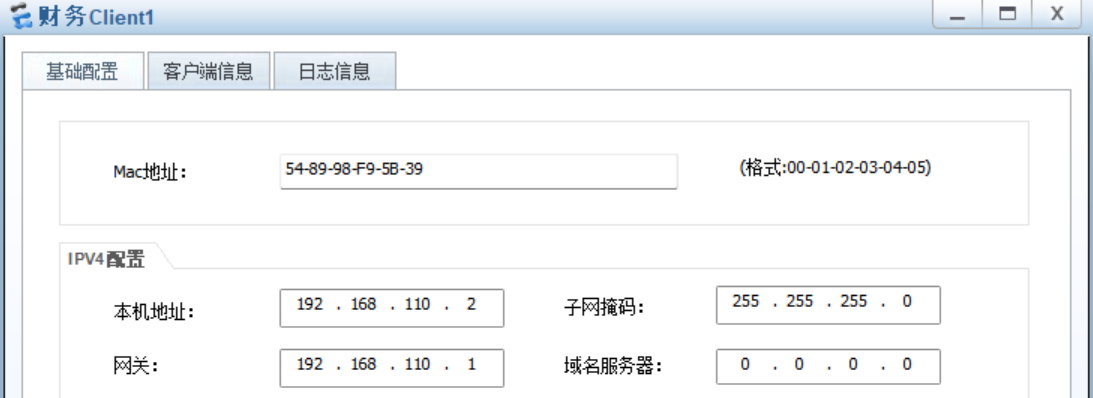 财务Client1
基础配置 客户端信息 日志信息
Mac地址: 54-89-98-F9-5B-39 (格式:00-01-02-03-04-05)
IPV4配置
本机地址: 192 . 168 . 110 . 2 子网掩码: 255 . 255 . 255 . 0
网关: 192 . 168 . 110 . 1 域名服务器: 0 . 0 . 0 . 0